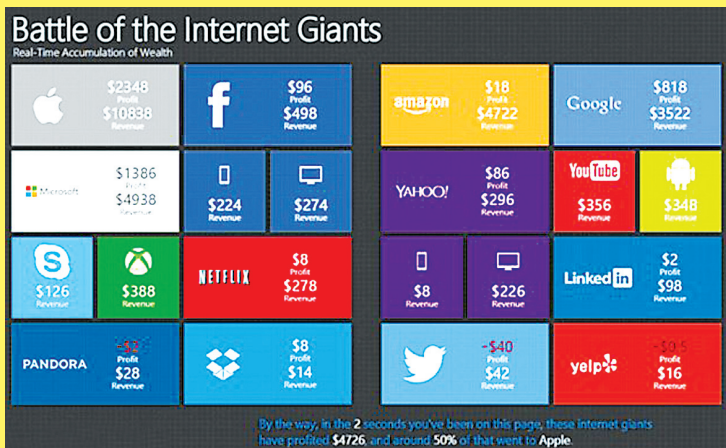 Battle of the Internet Giants
Real-Time Accumulation of Wealth
$2348
Profit
$10838
Revenue
f
$96
Profit
$498
Revenue
amazon
$18
Profit
$4722
Revenue
Google
$818
Profit
$3522
Revenue
Microsoft
$1386
Profit
$4938
Revenue
$224
Revenue
$274
Revenue
YAHOO!
$86
Profit
$296
Revenue
YouTube
$356
Revenue
$348
Revenue
S
$126
Revenue
$388
Revenue
NETFLIX
$8
Profit
$278
Revenue
$8
Revenue
$226
Revenue
Linked in
$2
Profit
$98
Revenue
PANDORA
-$2
Profit
$28
Revenue
$8
Profit
$14
Revenue
-$40
Profit
$42
Revenue
yelp
-$0.5
Profit
$16
Revenue
By the way, in the 2 seconds you've been on this page, these internet giants
have profited $4726, and around 50% of that went to Apple.